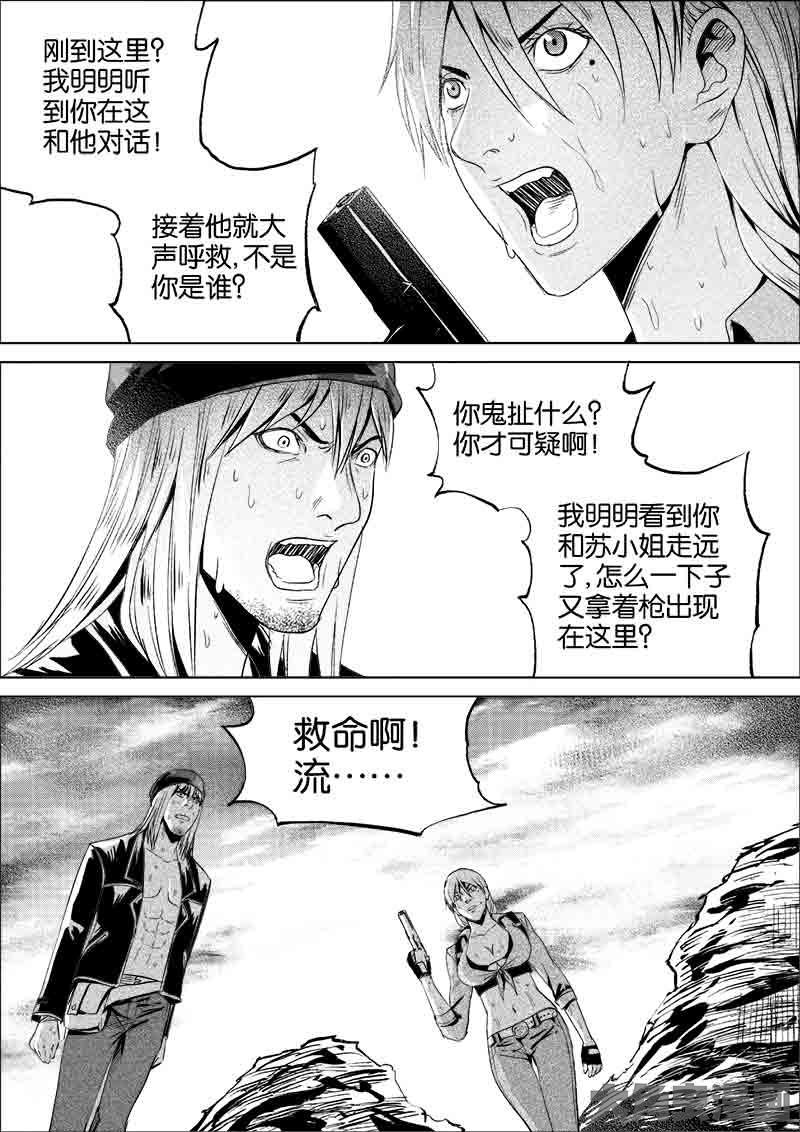 刚到这里？
我明明听
到你在这
和他对话！
接着他就大
声呼救,不是
你是谁？
你鬼扯什么？
你才可疑啊！
我明明看到你
和苏小姐走远
了,怎么一下子
又拿着枪出现
在这里？
救命啊！
流……